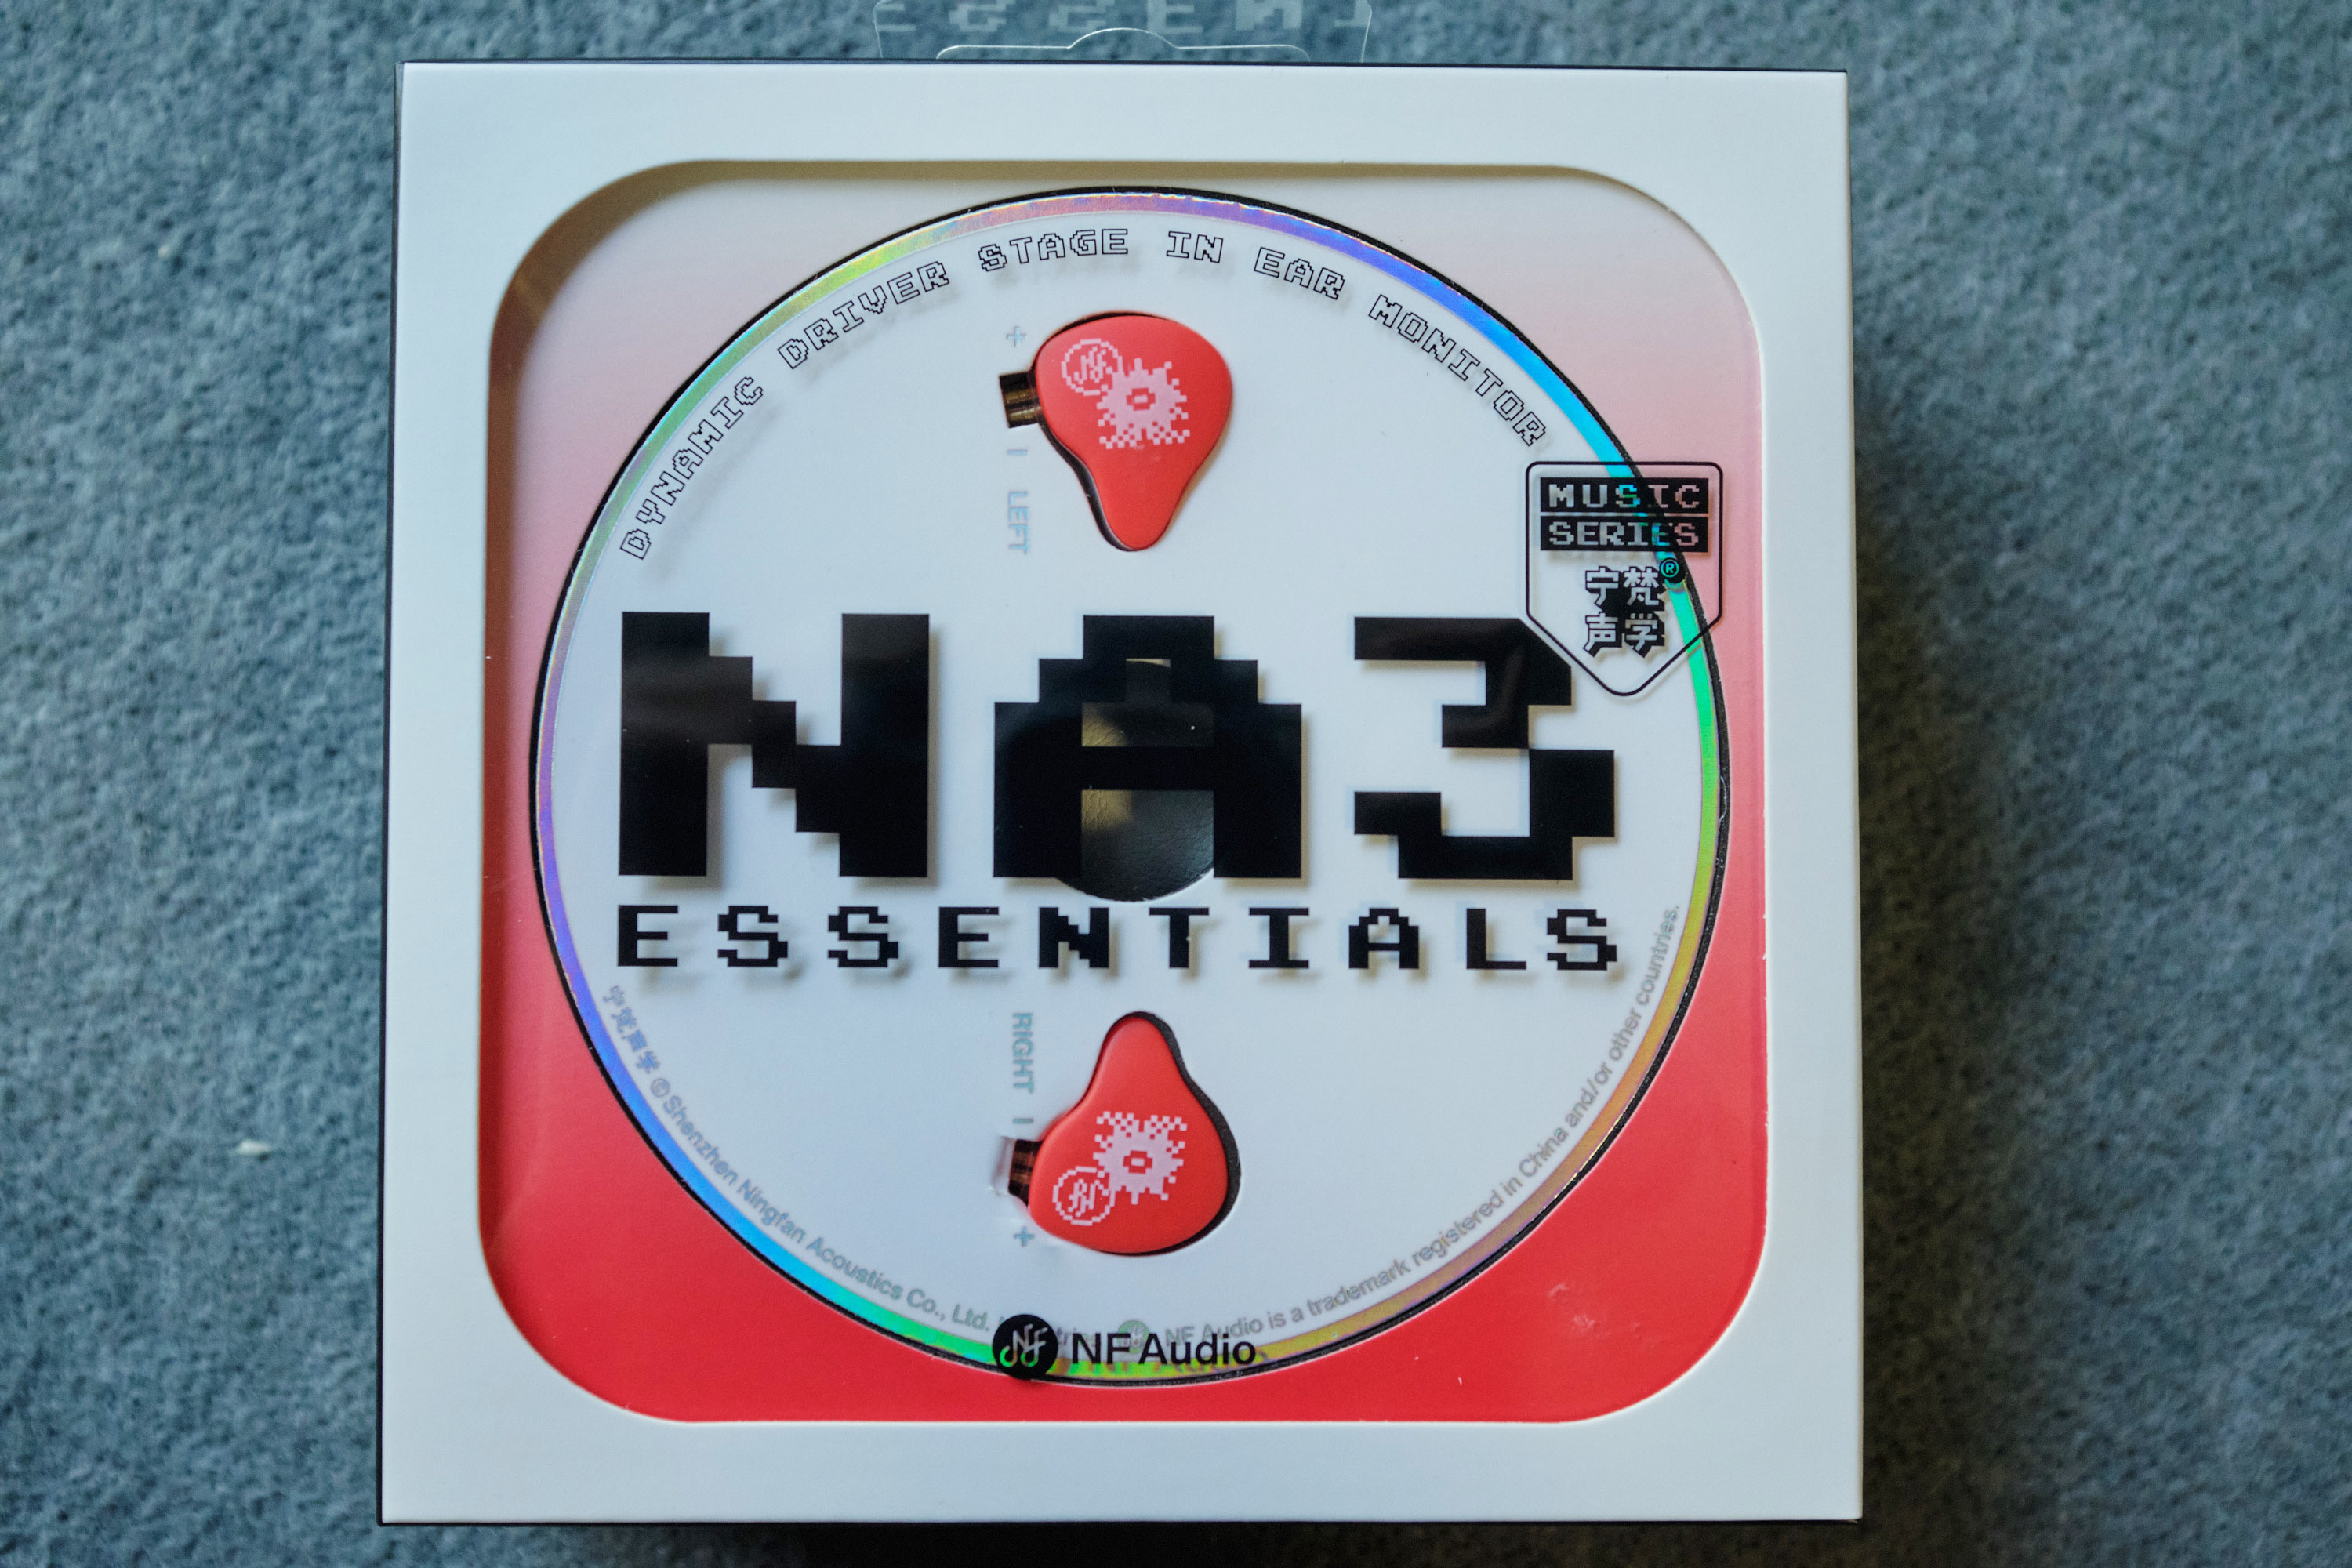 DYNAMIC DRIVER STAGE IN EAR MONITOR
+
NF
I
LEFT
MUSIC
SERIES
宁梵®
声学
NA3
ESSENTIALS
RIGHT
I
NF
+
宁梵声学 © Shenzhen Ningfan Acoustics Co., Ltd.
NF Audio is a trademark registered in China and/or other countries.
NF Audio